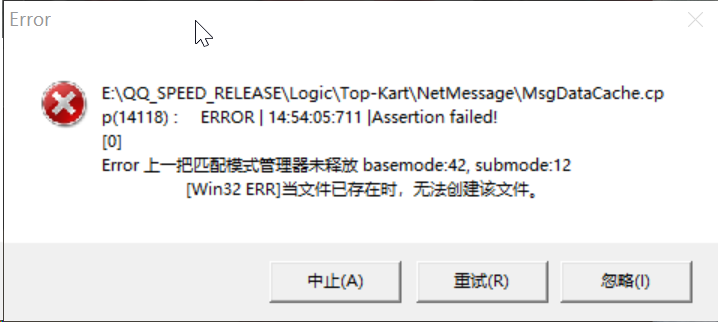 Error
E:\QQ_SPEED_RELEASE\Logic\Top-Kart\NetMessage\MsgDataCache.cp
p(14118) :    ERROR | 14:54:05:711 |Assertion failed!
[0]
Error 上一把匹配模式管理器未释放 basemode:42, submode:12
[Win32 ERR]当文件已存在时，无法创建该文件。
中止(A)
重试(R)
忽略(I)